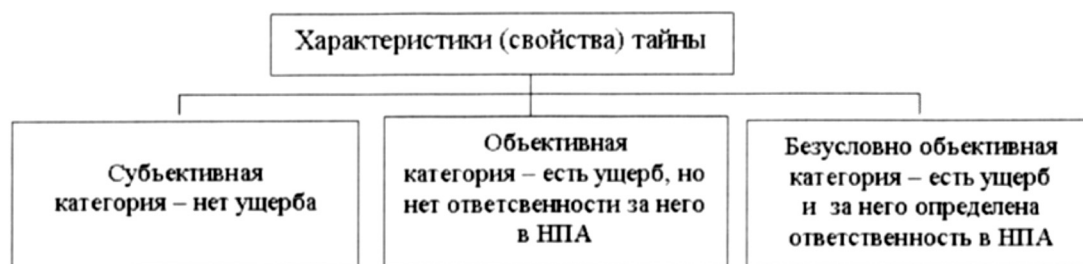 Характеристики (свойства) тайны
Субъективная
категория – нет ущерба
Объективная
категория – есть ущерб, но
нет ответсвенности за него
в НПА
Безусловно объективная
категория – есть ущерб
и за него определена
ответственность в НПА